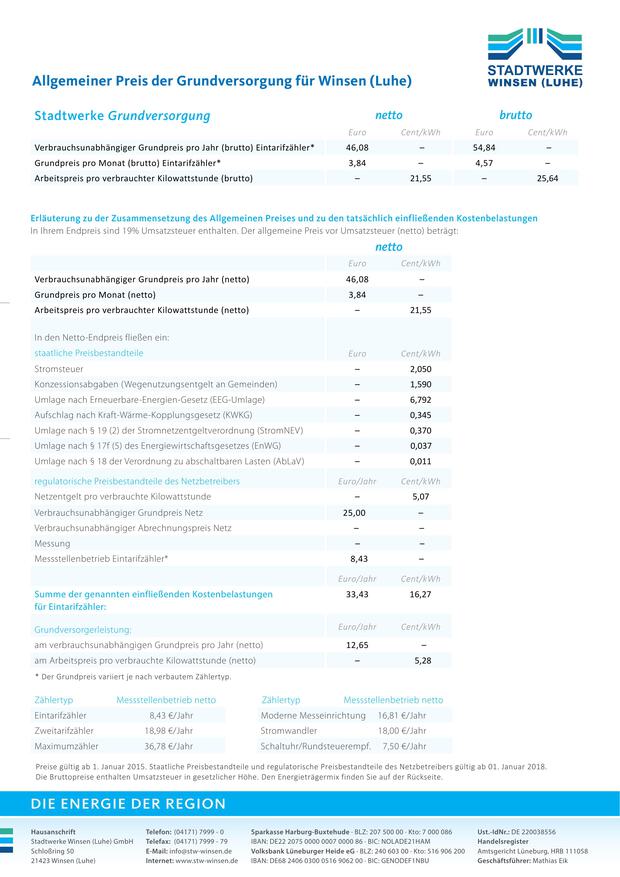 STADTWERKE
WINSEN (LUHE)
Allgemeiner Preis der Grundversorgung für Winsen (Luhe)
Stadtwerke Grundversorgung netto brutto
Euro Cent/kWh Euro Cent/kWh
Verbrauchsunabhängiger Grundpreis pro Jahr (brutto) Eintarifzähler* 46,08 – 54,84 –
Grundpreis pro Monat (brutto) Eintarifzähler* 3,84 – 4,57 –
Arbeitspreis pro verbrauchter Kilowattstunde (brutto) – 21,55 – 25,64
Erläuterung zu der Zusammensetzung des Allgemeinen Preises und zu den tatsächlich einfließenden Kostenbelastungen
In Ihrem Endpreis sind 19% Umsatzsteuer enthalten. Der allgemeine Preis vor Umsatzsteuer (netto) beträgt:
netto
Euro Cent/kWh
Verbrauchsunabhängiger Grundpreis pro Jahr (netto) 46,08 –
Grundpreis pro Monat (netto) 3,84 –
Arbeitspreis pro verbrauchter Kilowattstunde (netto) – 21,55
In den Netto-Endpreis fließen ein:
staatliche Preisbestandteile Euro Cent/kWh
Stromsteuer – 2,050
Konzessionsabgaben (Wegenutzungsentgelt an Gemeinden) – 1,590
Umlage nach Erneuerbare-Energien-Gesetz (EEG-Umlage) – 6,792
Aufschlag nach Kraft-Wärme-Kopplungsgesetz (KWKG) – 0,345
Umlage nach § 19 (2) der Stromnetzentgeltverordnung (StromNEV) – 0,370
Umlage nach § 17f (5) des Energiewirtschaftsgesetzes (EnWG) – 0,037
Umlage nach § 18 der Verordnung zu abschaltbaren Lasten (AbLaV) – 0,011
regulatorische Preisbestandteile des Netzbetreibers Euro/Jahr Cent/kWh
Netzentgelt pro verbrauchte Kilowattstunde – 5,07
Verbrauchsunabhängiger Grundpreis Netz 25,00 –
Verbrauchsunabhängiger Abrechnungspreis Netz – –
Messung – –
Messstellenbetrieb Eintarifzähler* 8,43 –
Euro/Jahr Cent/kWh
Summe der genannten einfließenden Kostenbelastungen 33,43 16,27
für Eintarifzähler:
Grundversorgerleistung: Euro/Jahr Cent/kWh
am verbrauchsunabhängigen Grundpreis pro Jahr (netto) 12,65 –
am Arbeitspreis pro verbrauchte Kilowattstunde (netto) – 5,28
* Der Grundpreis variiert je nach verbautem Zählertyp.
Zählertyp Messstellenbetrieb netto Zählertyp Messstellenbetrieb netto
Eintarifzähler 8,43 €/Jahr Moderne Messeinrichtung 16,81 €/Jahr
Zweitarifzähler 18,98 €/Jahr Stromwandler 18,00 €/Jahr
Maximumzähler 36,78 €/Jahr Schaltuhr/Rundsteuerempf. 7,50 €/Jahr
Preise gültig ab 1. Januar 2015. Staatliche Preisbestandteile und regulatorische Preisbestandteile des Netzbetreibers gültig ab 01. Januar 2018.
Die Bruttopreise enthalten Umsatzsteuer in gesetzlicher Höhe. Den Energieträgermix finden Sie auf der Rückseite.
DIE ENERGIE DER REGION
Hausanschrift Telefon: (04171) 7999 - 0 Sparkasse Harburg-Buxtehude · BLZ: 207 500 00 · Kto: 7 000 086 Ust.-IdNr.: DE 220038556
Stadtwerke Winsen (Luhe) GmbH Telefax: (04171) 7999 - 79 IBAN: DE22 2075 0000 0007 0000 86 · BIC: NOLADE21HAM Handelsregister
Schloßring 50 E-Mail: info@stw-winsen.de Volksbank Lüneburger Heide eG · BLZ: 240 603 00 · Kto: 516 906 200 Amtsgericht Lüneburg, HRB 111058
21423 Winsen (Luhe) Internet: www.stw-winsen.de IBAN: DE68 2406 0300 0516 9062 00 · BIC: GENODEF1NBU Geschäftsführer: Mathias Eik